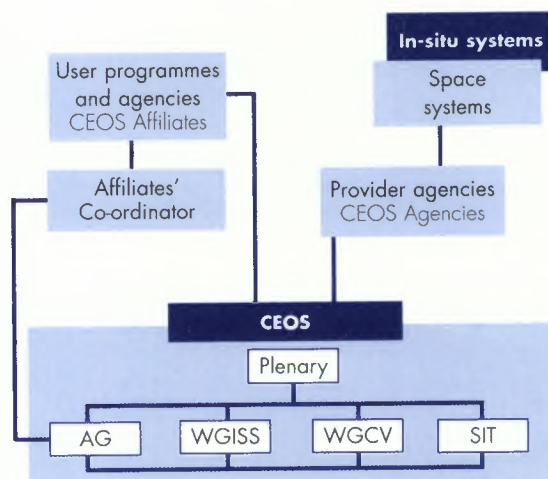 In-situ systems
User programmes
and agencies
CEOS Affiliates
Space
systems
Affiliates'
Co-ordinator
Provider agencies
CEOS Agencies
CEOS
Plenary
AG
WGISS
WGCV
SIT